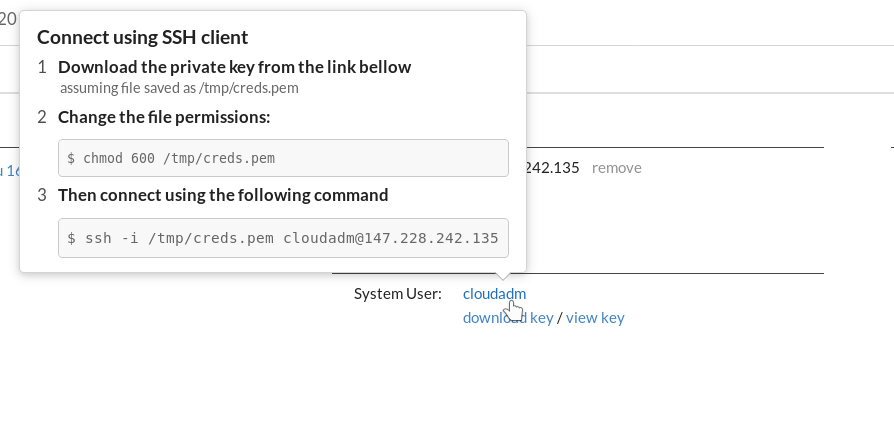 20
Connect using SSH client
1 Download the private key from the link bellow
assuming file saved as /tmp/creds.pem
2 Change the file permissions:
$ chmod 600 /tmp/creds.pem
u 16
242.135 remove
3 Then connect using the following command
$ ssh -i /tmp/creds.pem cloudadm@147.228.242.135
System User: cloudadm
download key / view key